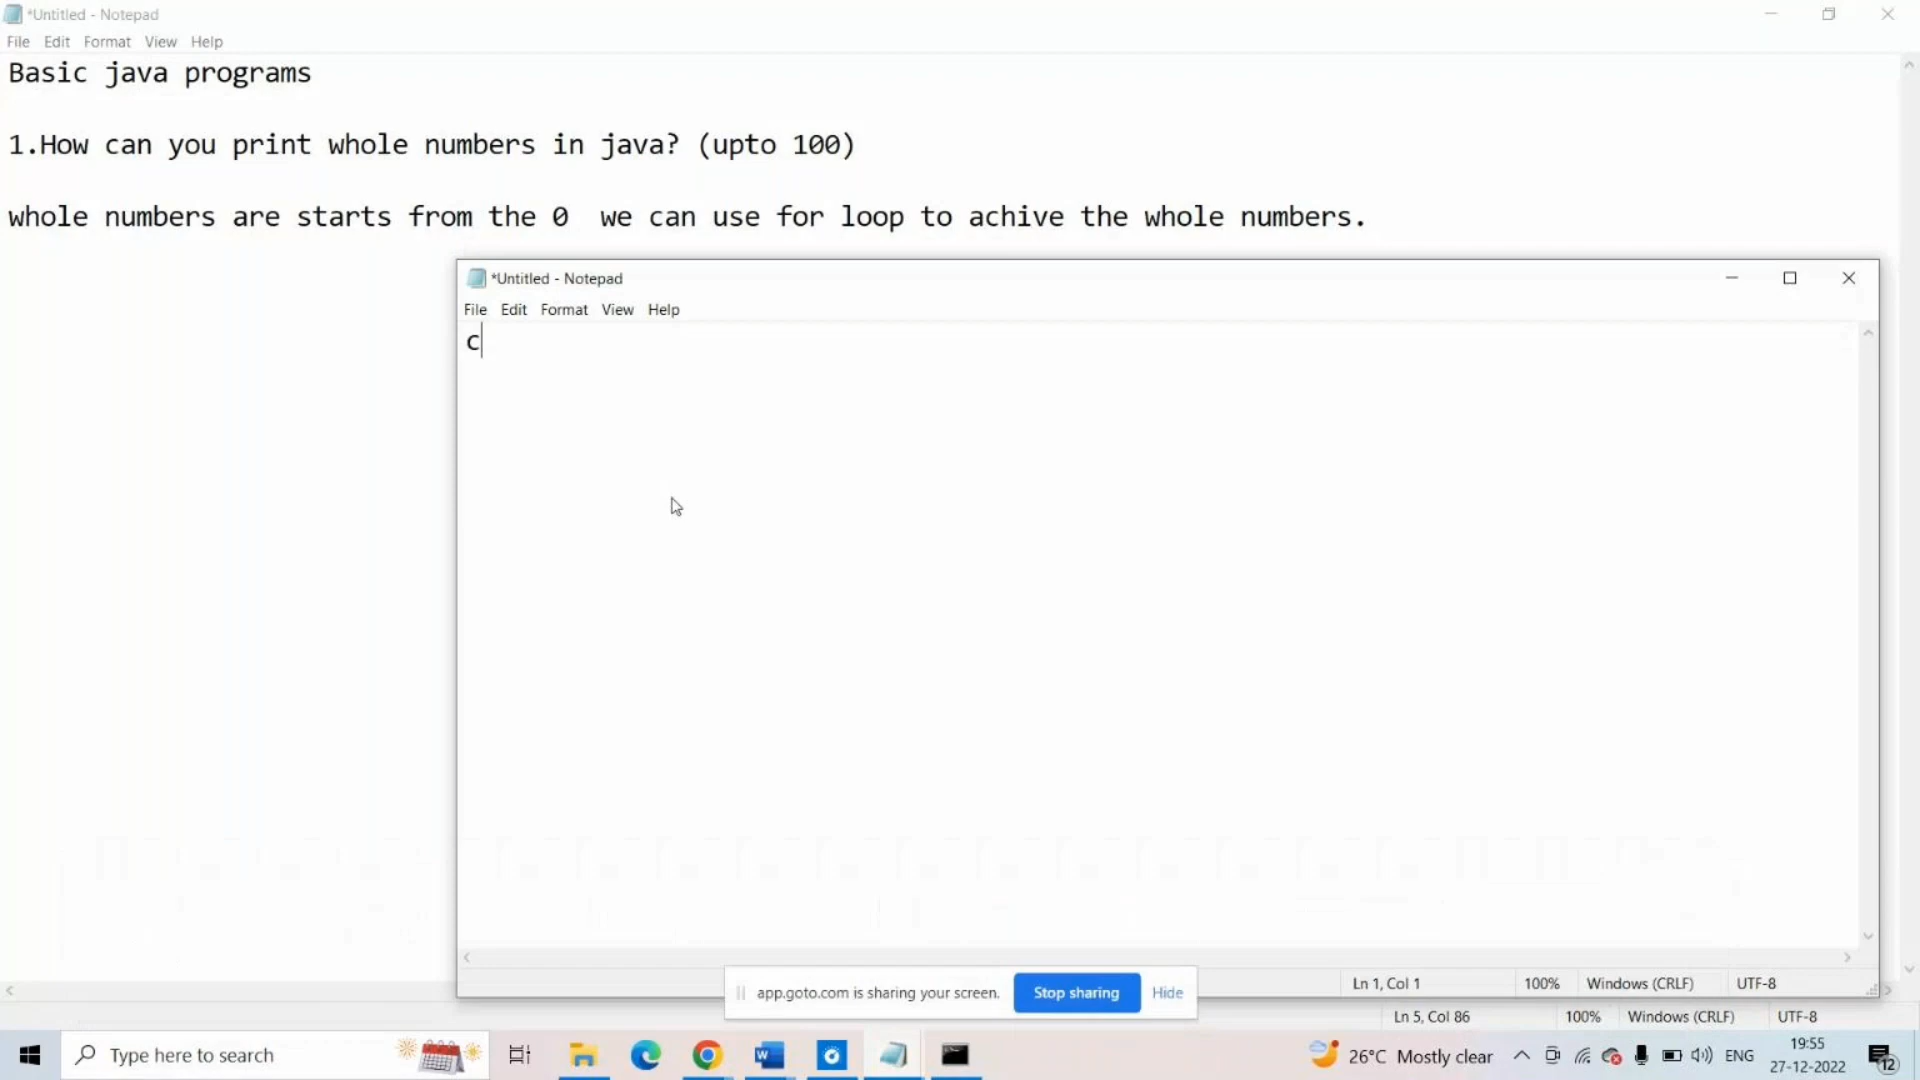 *Untitled - Notepad
File Edit Format View Help
Basic java programs
1.How can you print whole numbers in java? (upto 100)
whole numbers are starts from the 0  we can use for loop to achive the whole numbers.
*Untitled - Notepad
File Edit Format View Help
c
Ln 1, Col 1 100% Windows (CRLF) UTF-8
app.goto.com is sharing your screen. Stop sharing Hide
Ln 5, Col 86 100% Windows (CRLF) UTF-8
Type here to search
26°C Mostly clear
ENG
19:55
27-12-2022
12